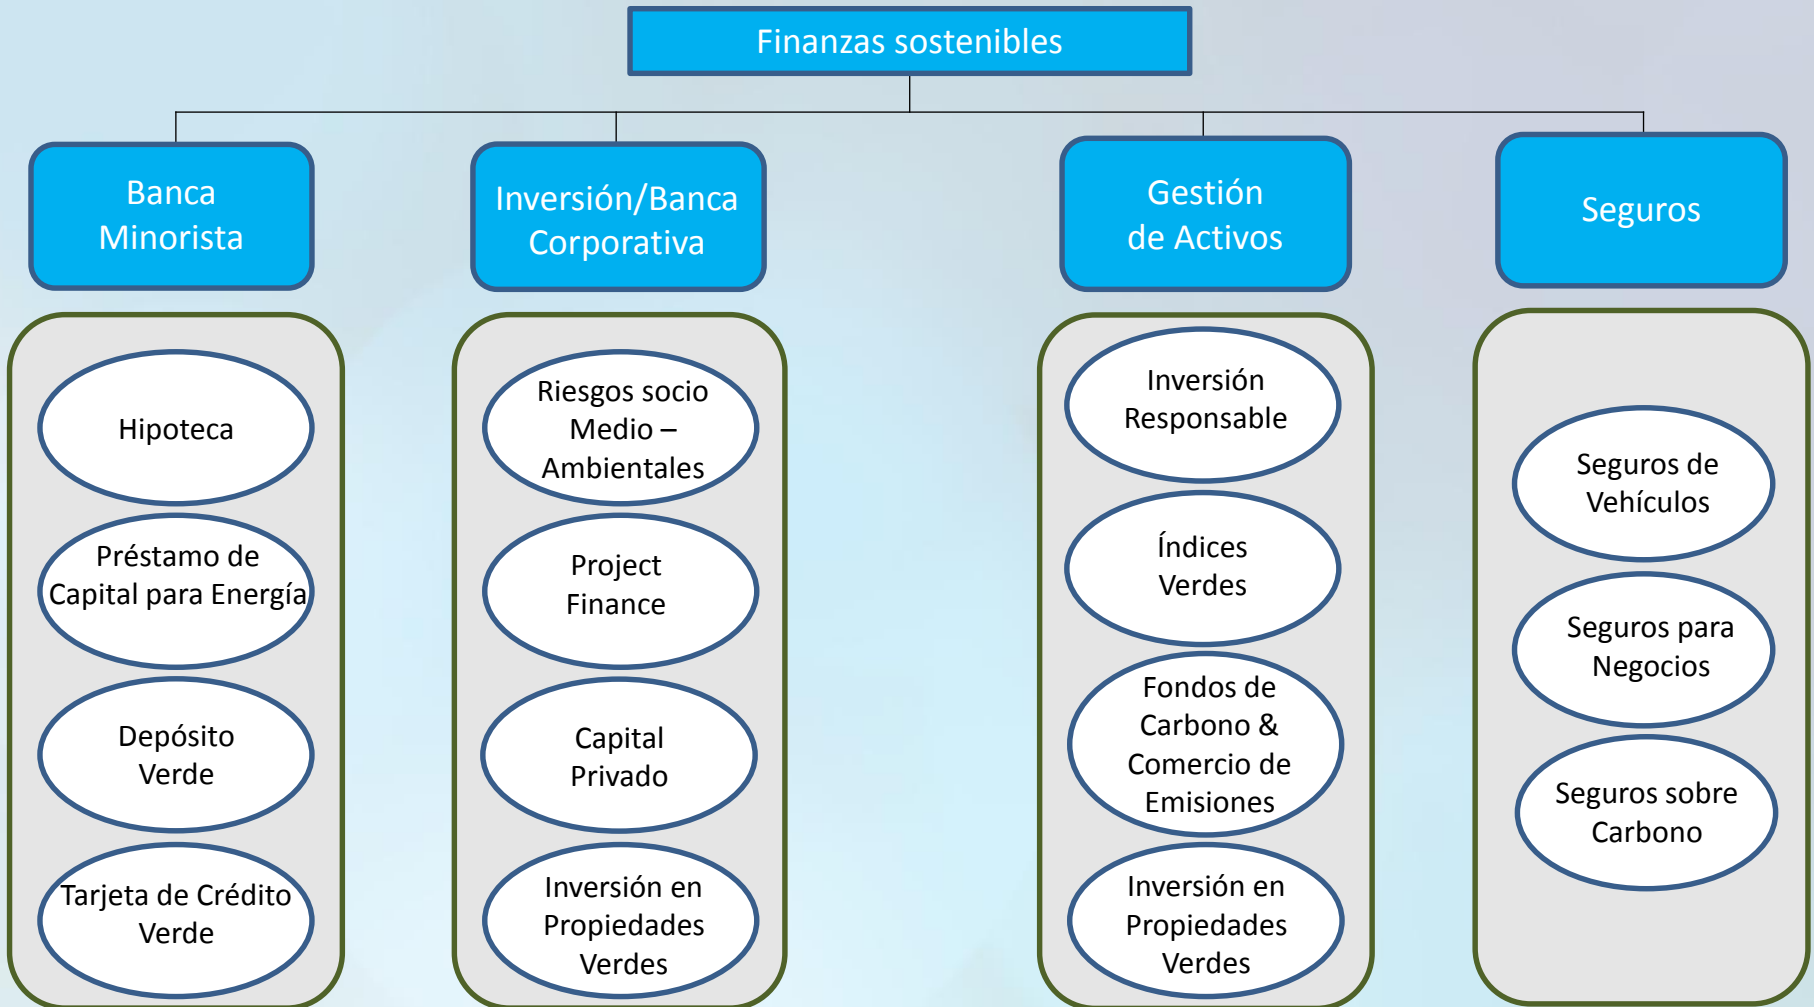 Finanzas sostenibles
Banca
Minorista
Inversión/Banca
Corporativa
Gestión
de Activos
Seguros
Hipoteca
Préstamo de
Capital para Energía
Depósito
Verde
Tarjeta de Crédito
Verde
Riesgos socio
Medio –
Ambientales
Project
Finance
Capital
Privado
Inversión en
Propiedades
Verdes
Inversión
Responsable
Índices
Verdes
Fondos de
Carbono &
Comercio de
Emisiones
Inversión en
Propiedades
Verdes
Seguros de
Vehículos
Seguros para
Negocios
Seguros sobre
Carbono